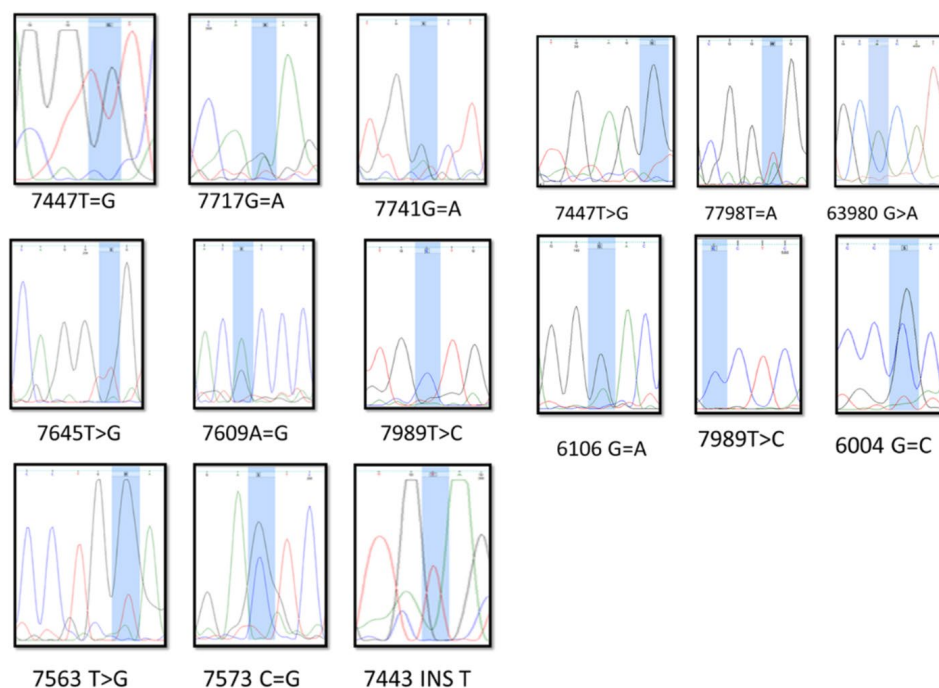 7447T=G
7717G=A
7741G=A
7447T>G
7798T=A
63980 G>A
7645T>G
7609A=G
7989T>C
6106 G=A
7989T>C
6004 G=C
7563 T>G
7573 C=G
7443 INS T